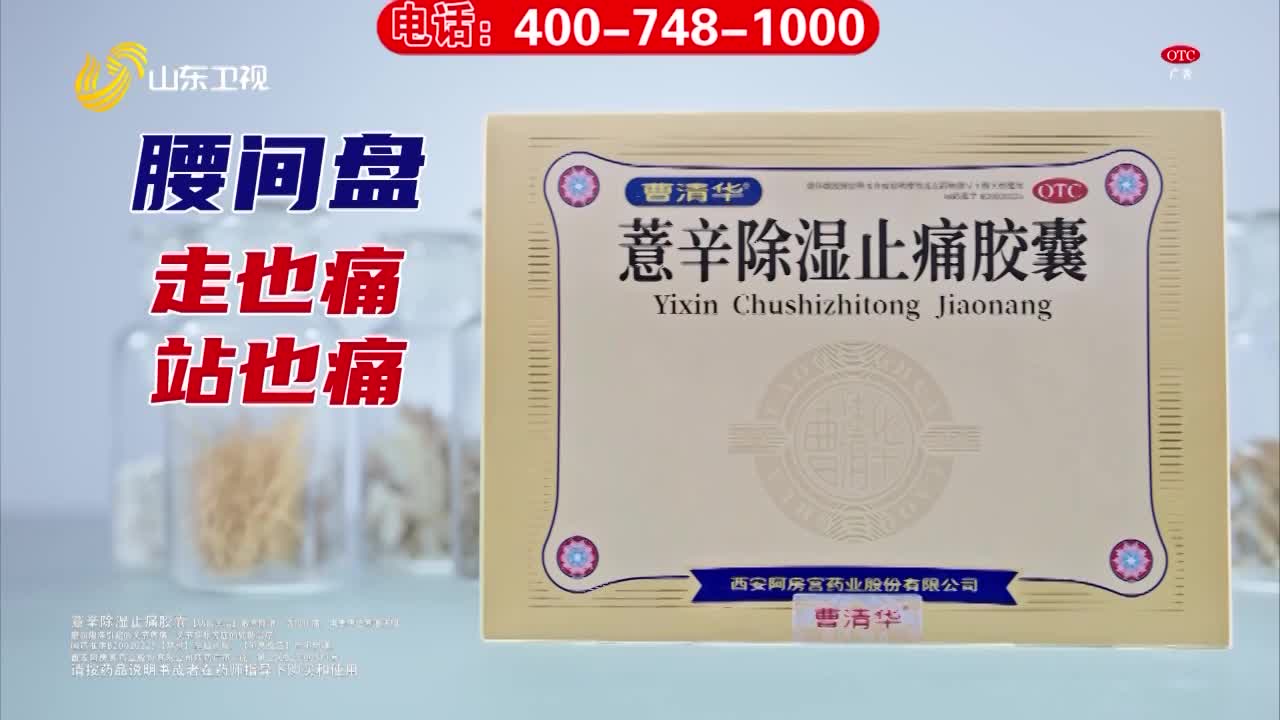 电话：400-748-1000
山东卫视
OTC
广告
腰间盘
走也痛
站也痛
曹清华®
OTC
薏辛除湿止痛胶囊
Yixin Chushizhitong Jiaonang
西安阿房宫药业股份有限公司
曹清华®
薏辛除湿止痛胶囊
请按药品说明书或者在药师指导下购买和使用